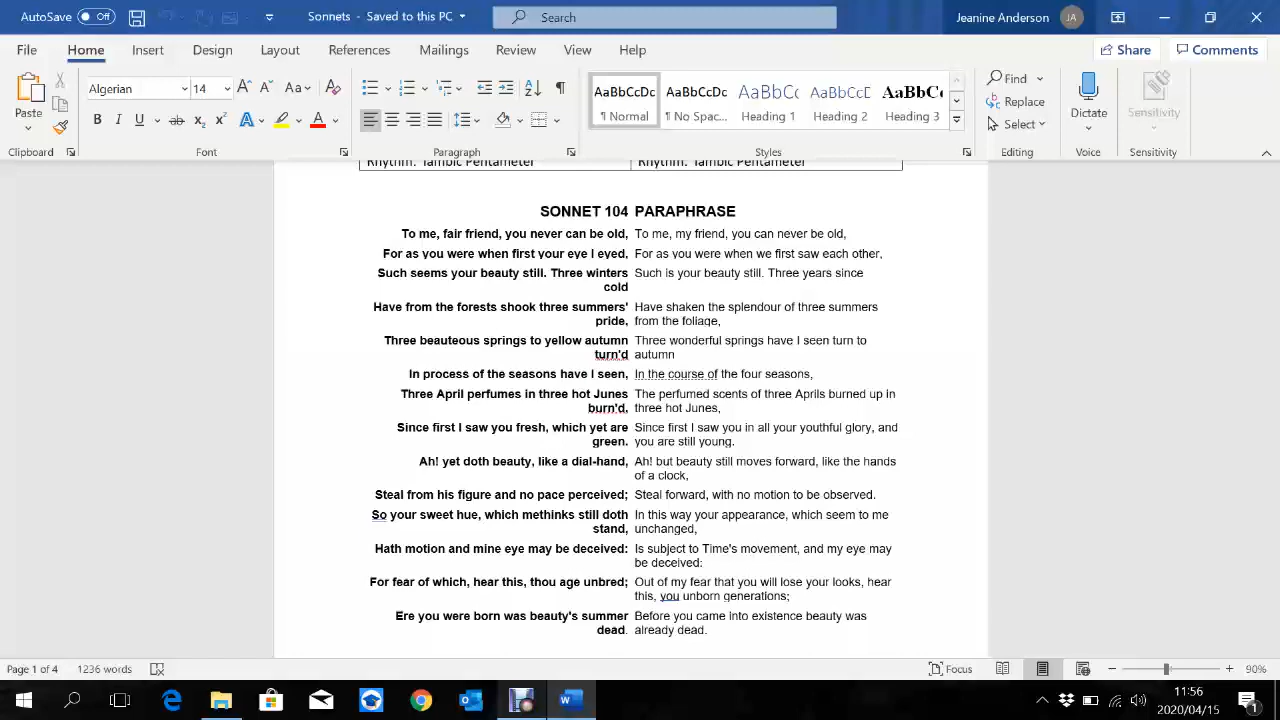 AutoSave Off Sonnets - Saved to this PC Search Jeanine Anderson JA
File Home Insert Design Layout References Mailings Review View Help Share Comments
Algerian 14 Aa AaBbCcDc AaBbCcDc AaBbCc AaBbCcD AaBbCc Find
Paste B I U ab x₂ x² A A ¶ Normal ¶ No Spac... Heading 1 Heading 2 Heading 3 Replace Select Dictate Sensitivity
Clipboard Font Paragraph Styles Editing Voice Sensitivity
Rhythm: Iambic Pentameter Rhythm: Iambic Pentameter
SONNET 104 PARAPHRASE
To me, fair friend, you never can be old, To me, my friend, you can never be old,
For as you were when first your eye I eyed, For as you were when we first saw each other,
Such seems your beauty still. Three winters Such is your beauty still. Three years since
cold
Have from the forests shook three summers' Have shaken the splendour of three summers
pride, from the foliage,
Three beauteous springs to yellow autumn Three wonderful springs have I seen turn to
turn'd autumn
In process of the seasons have I seen, In the course of the four seasons,
Three April perfumes in three hot Junes The perfumed scents of three Aprils burned up in
burn'd, three hot Junes,
Since first I saw you fresh, which yet are Since first I saw you in all your youthful glory, and
green. you are still young.
Ah! yet doth beauty, like a dial-hand, Ah! but beauty still moves forward, like the hands
of a clock,
Steal from his figure and no pace perceived; Steal forward, with no motion to be observed.
So your sweet hue, which methinks still doth In this way your appearance, which seem to me
stand, unchanged,
Hath motion and mine eye may be deceived: Is subject to Time's movement, and my eye may
be deceived:
For fear of which, hear this, thou age unbred; Out of my fear that you will lose your looks, hear
this, you unborn generations;
Ere you were born was beauty's summer Before you came into existence beauty was
dead. already dead.
Page 1 of 4 1236 words Focus 90%
11:56
2020/04/15 1